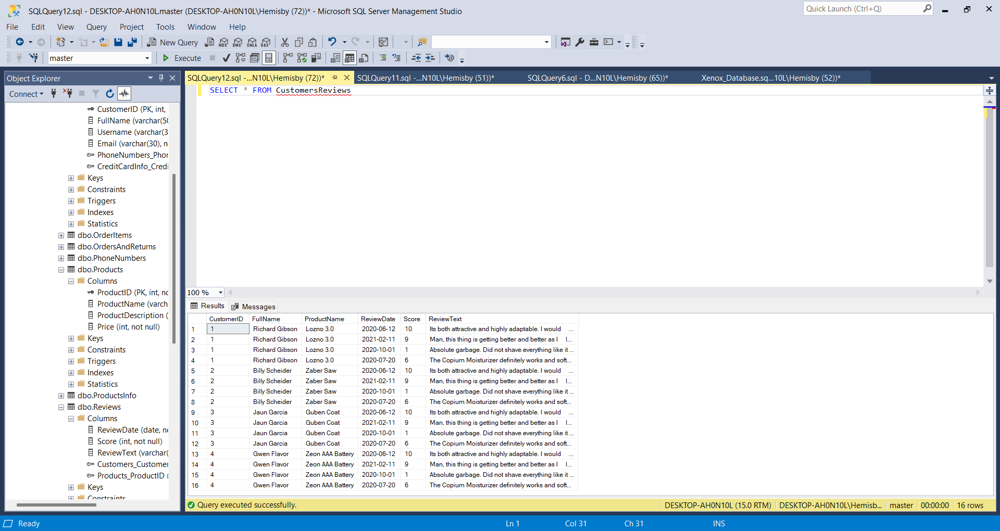 SQLQuery12.sql - DESKTOP-AH0N10L.master (DESKTOP-AH0N10L\Hemisby (72))* - Microsoft SQL Server Management Studio
Quick Launch (Ctrl+Q)
File Edit View Query Project Tools Window Help
New Query MDX DMX XMLA DAX
master Execute
Object Explorer
SQLQuery12.sql -...N10L\Hemisby (72))* SQLQuery11.sql -...N10L\Hemisby (51))* SQLQuery6.sql - D...N10L\Hemisby (65))* Xenox_Database.sq...10L\Hemisby (52))*
Connect
SELECT * FROM CustomersReviews
CustomerID (PK, int,
FullName (varchar(50
Username (varchar(3
Email (varchar(30), n
PhoneNumbers_Phor
CreditCardInfo_Credi
Keys
Constraints
Triggers
Indexes
Statistics
dbo.OrderItems
dbo.OrdersAndReturns
dbo.PhoneNumbers
dbo.Products
Columns
ProductID (PK, int, nc
ProductName (varch
ProductDescription (
Price (int, not null)
Keys
Constraints
Triggers
Indexes
Statistics
dbo.ProductsInfo
dbo.Reviews
Columns
ReviewDate (date, no
Score (int, not null)
ReviewText (varchar(
Customers_Customer
Products_ProductID (
Keys
Constraints
100 %
Results Messages
CustomerID FullName ProductName ReviewDate Score ReviewText
1 1 Richard Gibson Lozno 3.0 2020-06-12 10 Its both attractive and highly adaptable. I would ...
2 1 Richard Gibson Lozno 3.0 2021-02-11 9 Man, this thing is getting better and better as I I...
3 1 Richard Gibson Lozno 3.0 2020-10-01 1 Absolute garbage. Did not shave everything like it ...
4 1 Richard Gibson Lozno 3.0 2020-07-20 6 The Copium Moisturizer definitely works and soft...
5 2 Billy Scheider Zaber Saw 2020-06-12 10 Its both attractive and highly adaptable. I would ...
6 2 Billy Scheider Zaber Saw 2021-02-11 9 Man, this thing is getting better and better as I I...
7 2 Billy Scheider Zaber Saw 2020-10-01 1 Absolute garbage. Did not shave everything like it ...
8 2 Billy Scheider Zaber Saw 2020-07-20 6 The Copium Moisturizer definitely works and soft...
9 3 Jaun Garcia Guben Coat 2020-06-12 10 Its both attractive and highly adaptable. I would ...
10 3 Jaun Garcia Guben Coat 2021-02-11 9 Man, this thing is getting better and better as I I...
11 3 Jaun Garcia Guben Coat 2020-10-01 1 Absolute garbage. Did not shave everything like it ...
12 3 Jaun Garcia Guben Coat 2020-07-20 6 The Copium Moisturizer definitely works and soft...
13 4 Gwen Flavor Zeon AAA Battery 2020-06-12 10 Its both attractive and highly adaptable. I would ...
14 4 Gwen Flavor Zeon AAA Battery 2021-02-11 9 Man, this thing is getting better and better as I I...
15 4 Gwen Flavor Zeon AAA Battery 2020-10-01 1 Absolute garbage. Did not shave everything like it ...
16 4 Gwen Flavor Zeon AAA Battery 2020-07-20 6 The Copium Moisturizer definitely works and soft...
Query executed successfully. DESKTOP-AH0N10L (15.0 RTM) DESKTOP-AH0N10L\Hemisb... master 00:00:00 16 rows
Ready Ln 1 Col 31 Ch 31 INS